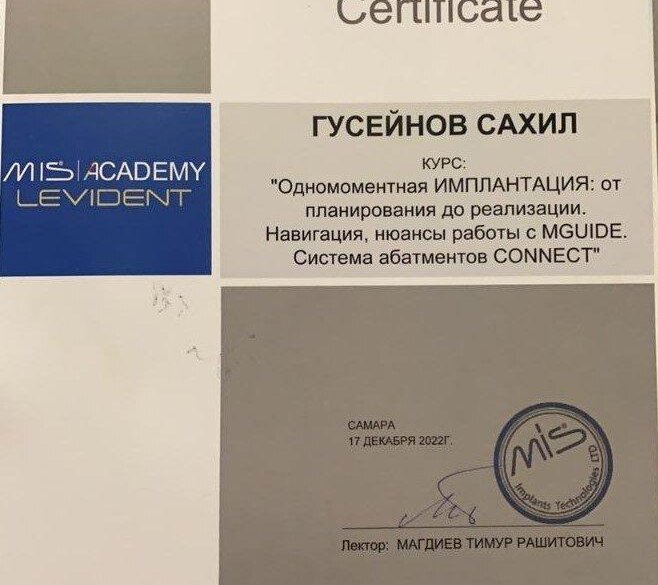 Certificate
MIS ACADEMY
LEVIDENT
ГУСЕЙНОВ САХИЛ
КУРС:
"Одномоментная ИМПЛАНТАЦИЯ: от
планирования до реализации.
Навигация, нюансы работы с MGUIDE.
Система абатментов CONNECT"
САМАРА
17 ДЕКАБРЯ 2022Г.
MIS
Implants Technologies LTD
Лектор: МАГДИЕВ ТИМУР РАШИТОВИЧ